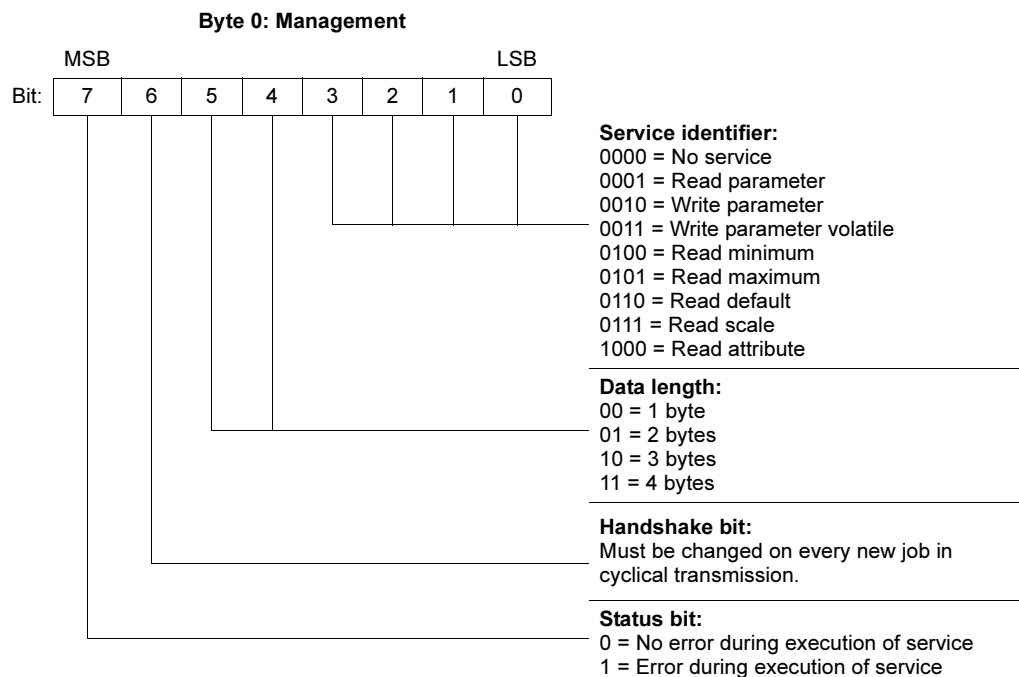 Byte 0: Management
MSB LSB
Bit: 7 6 5 4 3 2 1 0
Service identifier:
0000 = No service
0001 = Read parameter
0010 = Write parameter
0011 = Write parameter volatile
0100 = Read minimum
0101 = Read maximum
0110 = Read default
0111 = Read scale
1000 = Read attribute
Data length:
00 = 1 byte
01 = 2 bytes
10 = 3 bytes
11 = 4 bytes
Handshake bit:
Must be changed on every new job in
cyclical transmission.
Status bit:
0 = No error during execution of service
1 = Error during execution of service